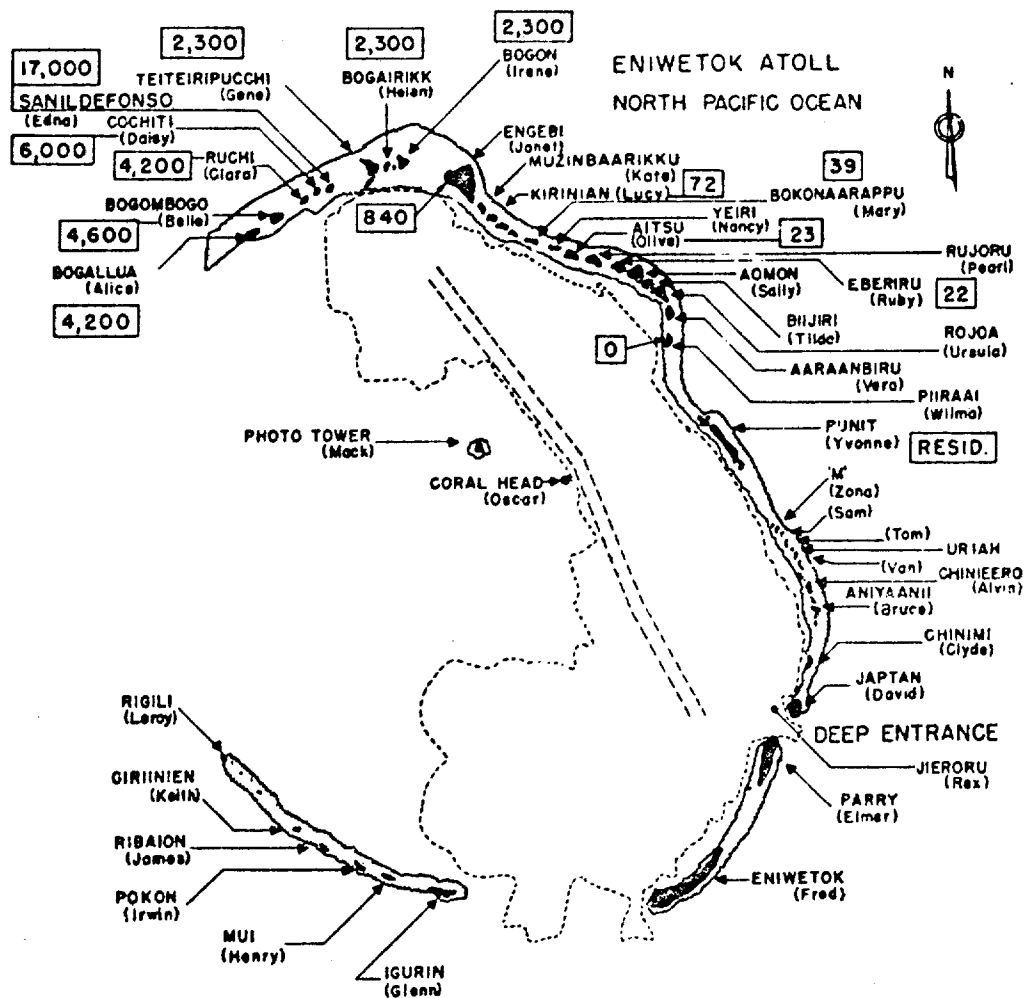 ENIWETOK ATOLL
NORTH PACIFIC OCEAN
N
2,300
2,300
2,300
17,000
TEITEIRIPUCCHI
(Gene)
BOGAIRIKK
(Helen)
BOGON
(Irene)
SANILDEFONSO
(Edna)
COCHITI
(Daisy)
6,000
4,200
RUCHI
(Clara)
BOGOMBOGO
(Belle)
4,600
BOGALLUA
(Alice)
4,200
840
ENGEBI
(Janet)
MUZINBAARIKKU
(Kate)
KIRINIAN (Lucy)
72
39
BOKONAARAPPU
(Mary)
YEIRI
(Nancy)
AITSU
(Olive)
23
RUJORU
(Pearl)
EBERIRU
(Ruby)
22
AOMON
(Sally)
BIIJIRI
(Tilda)
ROJOA
(Ursula)
0
AARAANBIRU
(Vera)
PIIRAAI
(Wilma)
PUNIT
(Yvonne)
RESID.
PHOTO TOWER
(Mack)
CORAL HEAD
(Oscar)
'M'
(Zona)
(Sam)
(Tom)
URIAH
(Van)
CHINIEERO
(Alvin)
ANIYAANII
(Bruce)
CHINIMI
(Clyde)
JAPTAN
(David)
DEEP ENTRANCE
JIERORU
(Rex)
PARRY
(Elmer)
ENIWETOK
(Fred)
RIGILI
(Leroy)
GIRIINIEN
(Keith)
RIBAION
(James)
POKON
(Irwin)
MUI
(Henry)
IGURIN
(Glenn)